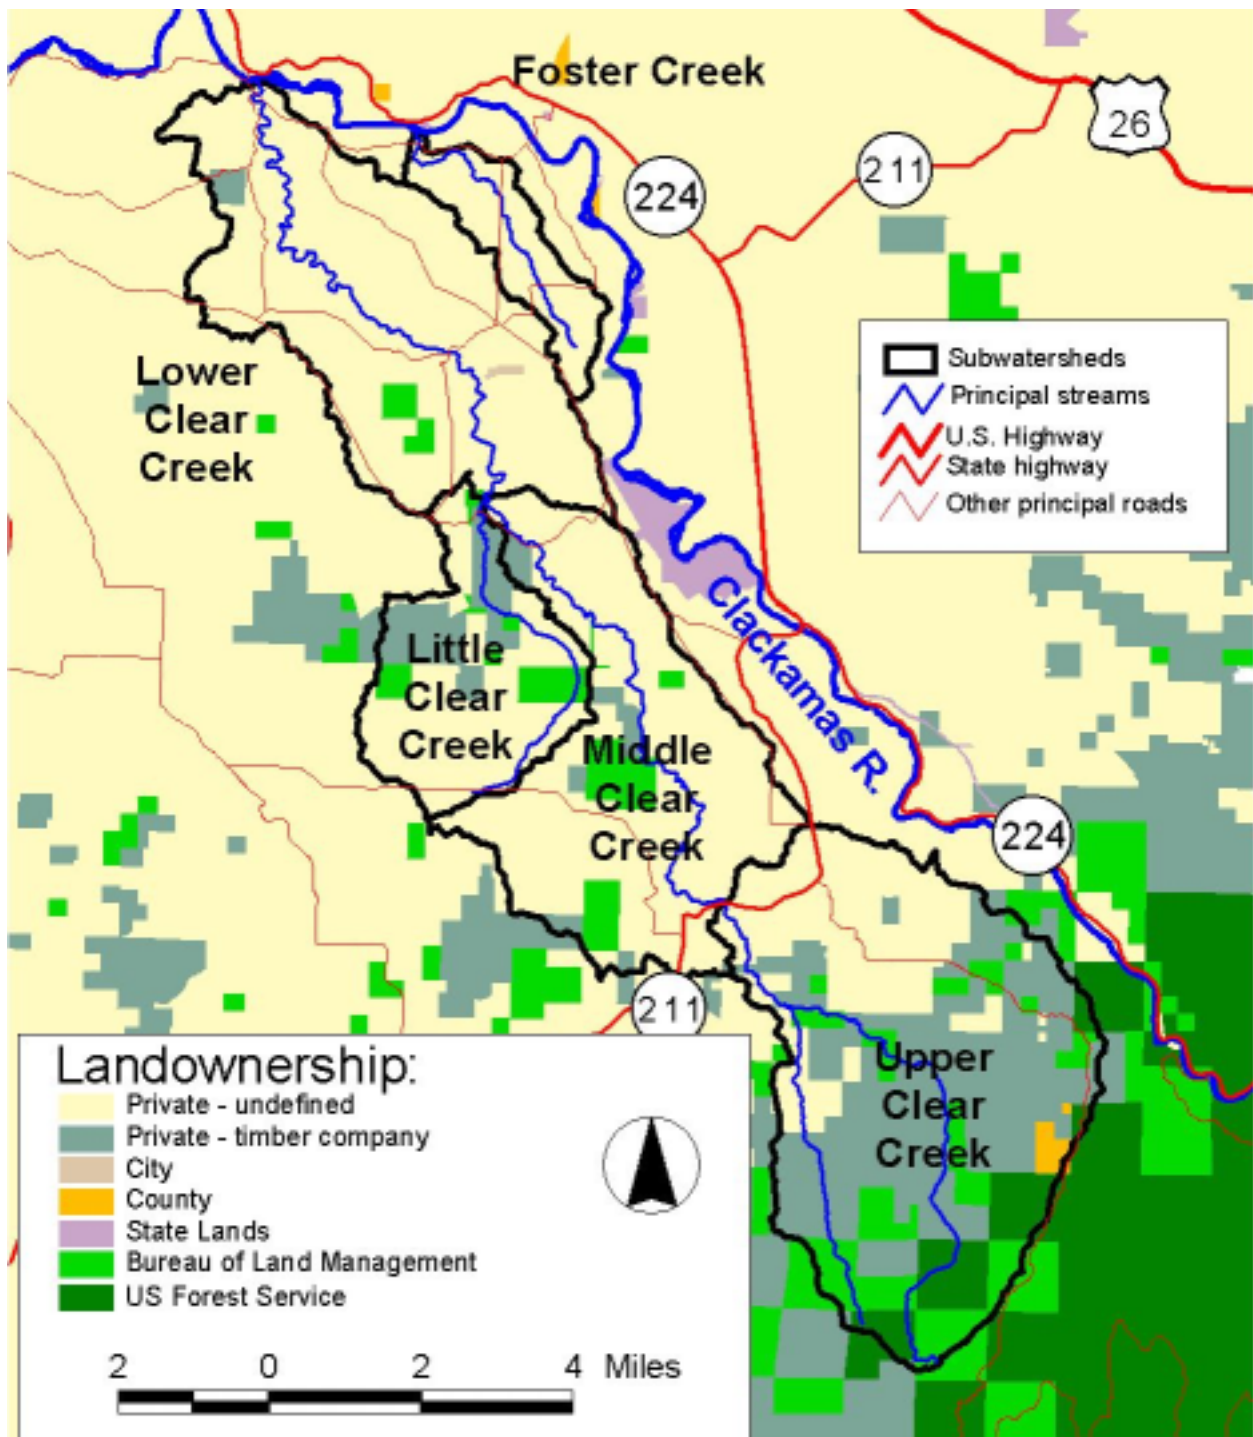 Foster Creek
26
211
224
Subwatersheds
Principal streams
U.S. Highway
State highway
Other principal roads
Lower
Clear
Creek
Clackamas R.
Little
Clear
Creek
Middle
Clear
Creek
224
211
Upper
Clear
Creek
Landownership:
Private - undefined
Private - timber company
City
County
State Lands
Bureau of Land Management
US Forest Service
2 0 2 4 Miles